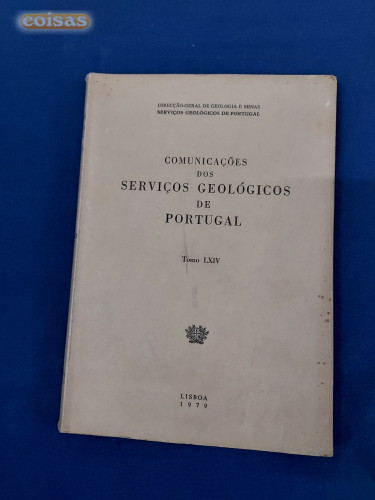 coisas
DIRECÇÃO-GERAL DE GEOLOGIA E MINAS
SERVIÇOS GEOLÓGICOS DE PORTUGAL
COMUNICAÇÕES
DOS
SERVIÇOS GEOLÓGICOS
DE
PORTUGAL
Tomo LXIV
LISBOA
1979